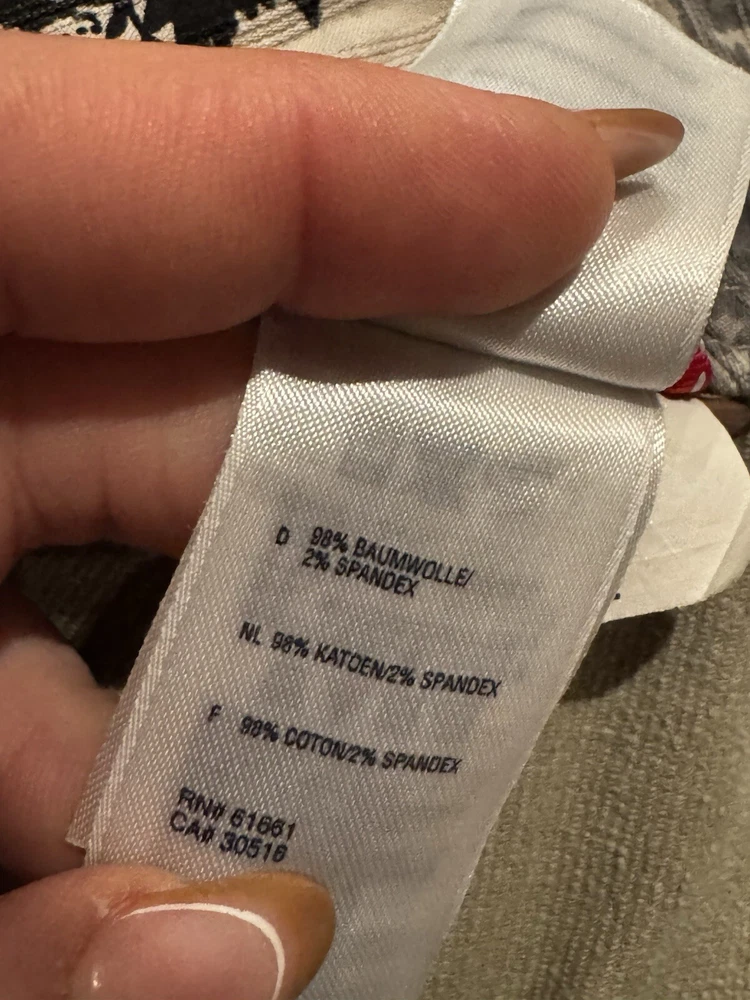 D 98% BAUMWOLLE/
2% SPANDEX
NL 98% KATOEN/2% SPANDEX
F 98% COTON/2% SPANDEX
RN# 61661
CA# 30516